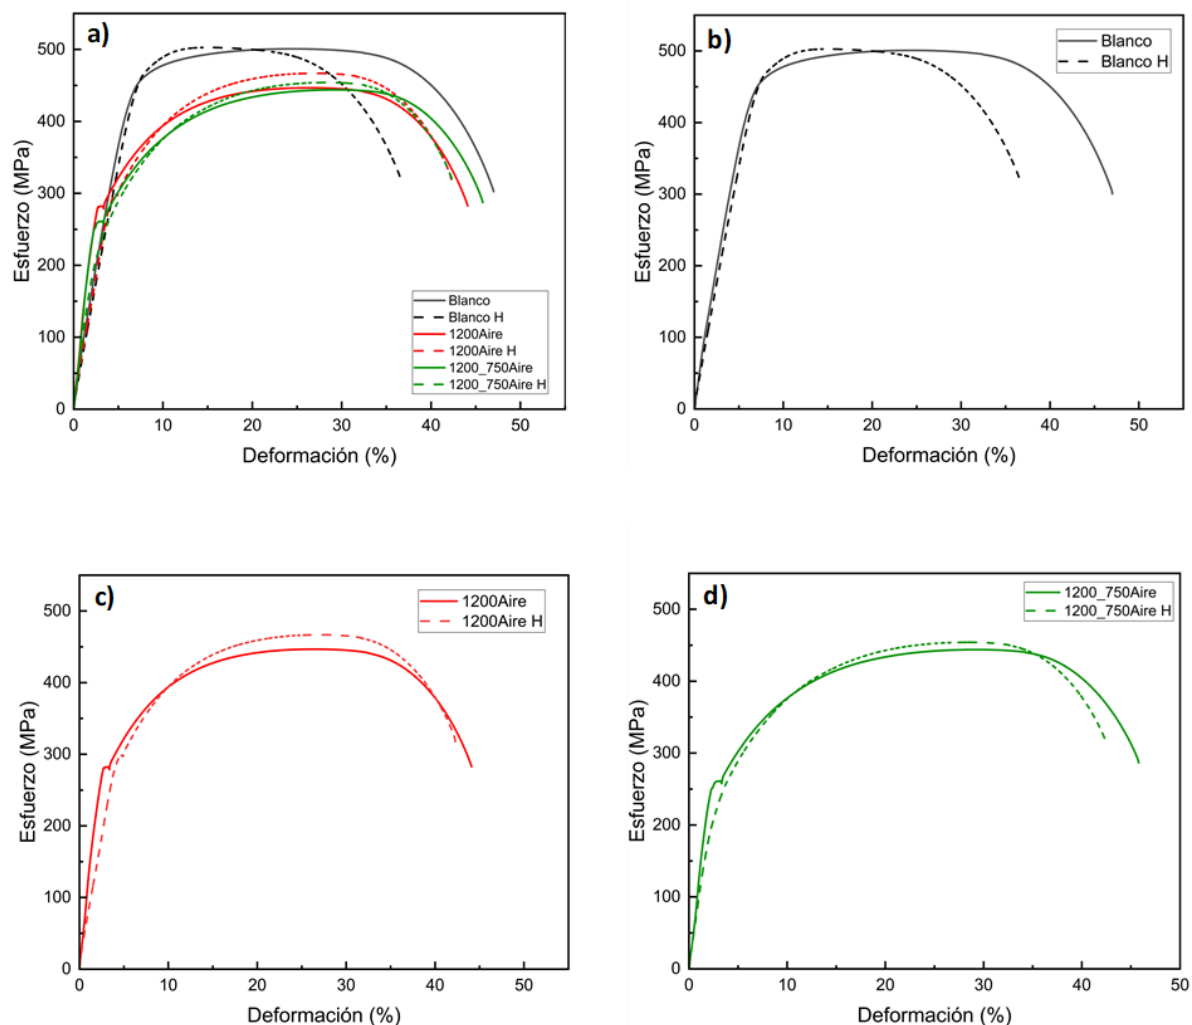 a)
500
400
300
200
100
0
Esfuerzo (MPa)
Blanco
Blanco H
1200Aire
1200Aire H
1200_750Aire
1200_750Aire H
0 10 20 30 40 50
Deformación (%)
b)
500
400
300
200
100
0
Esfuerzo (MPa)
Blanco
Blanco H
0 10 20 30 40 50
Deformación (%)
c)
500
400
300
200
100
0
Esfuerzo (MPa)
1200Aire
1200Aire H
0 10 20 30 40 50
Deformación (%)
d)
500
400
300
200
100
0
Esfuerzo (MPa)
1200_750Aire
1200_750Aire H
0 10 20 30 40 50
Deformación (%)